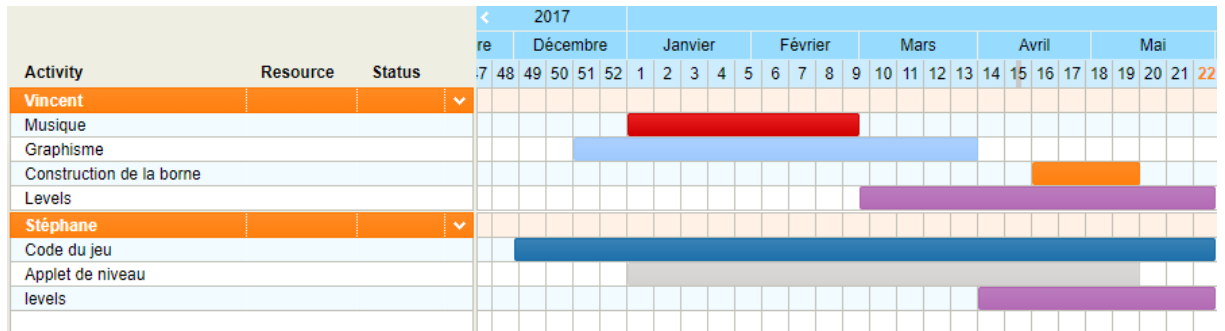 2017
re Décembre Janvier Février Mars Avril Mai
Activity Resource Status 47 48 49 50 51 52 1 2 3 4 5 6 7 8 9 10 11 12 13 14 15 16 17 18 19 20 21 22
Vincent
Musique
Graphisme
Construction de la borne
Levels
Stéphane
Code du jeu
Applet de niveau
levels